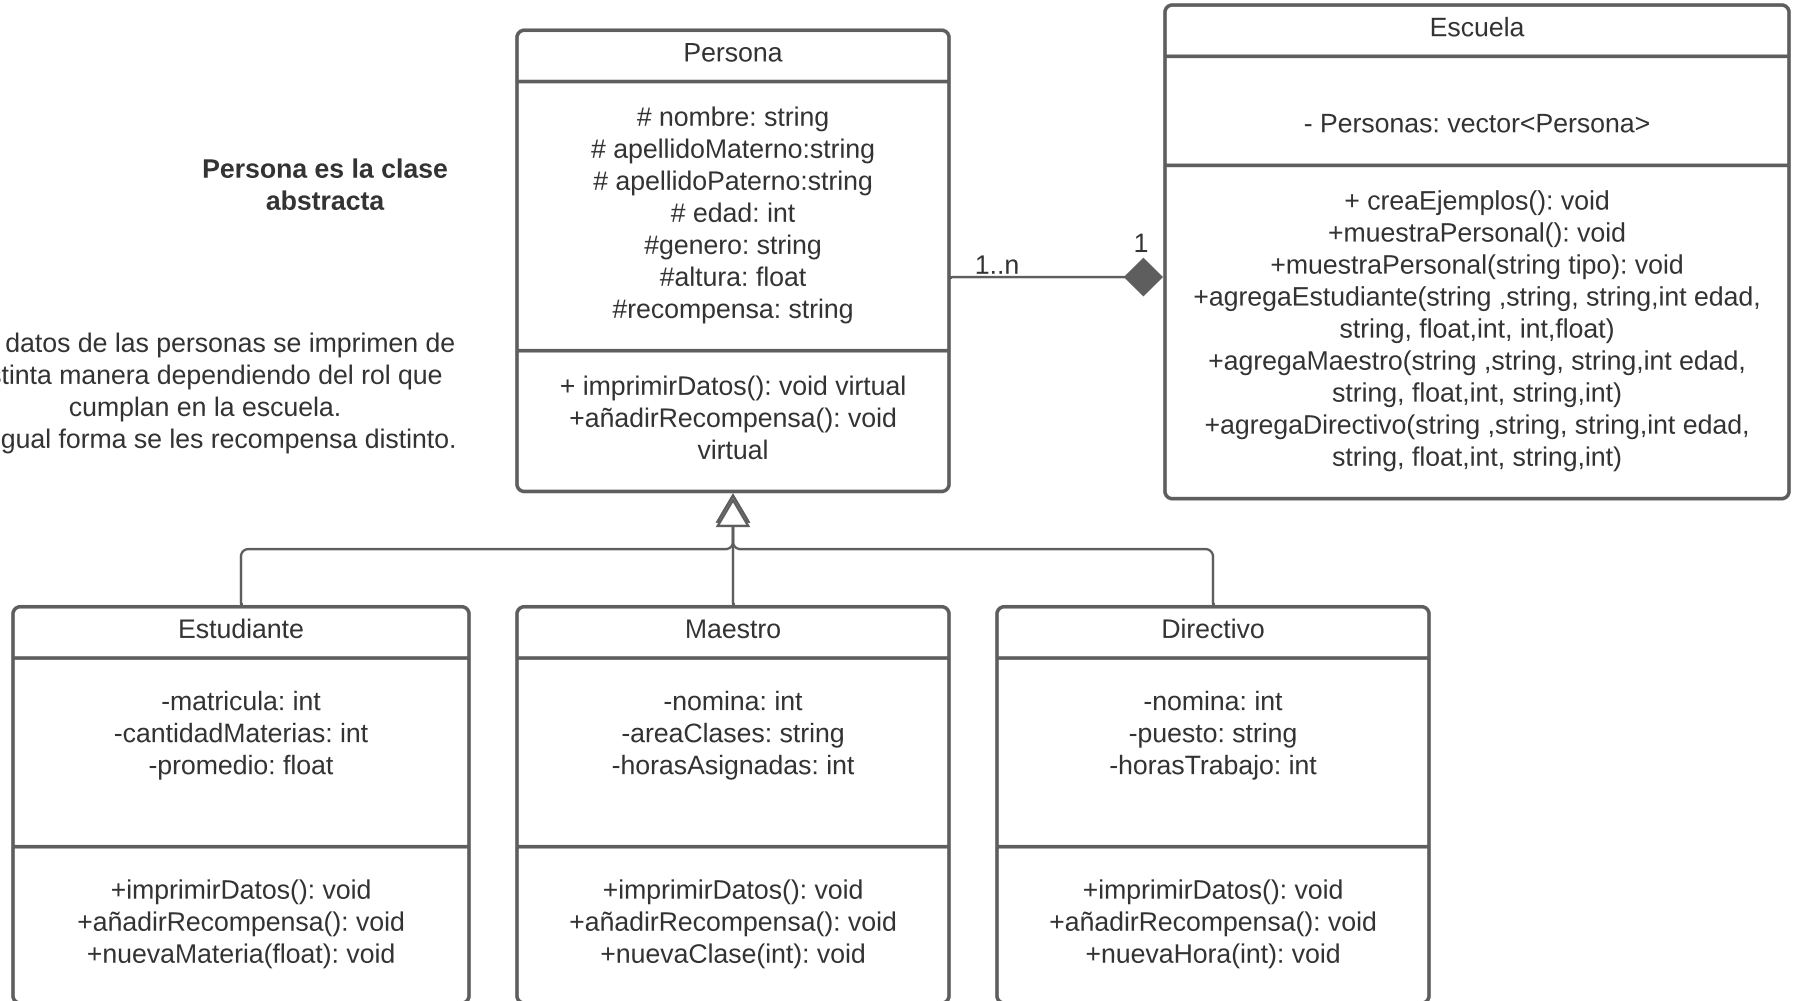 Persona
# nombre: string
# apellidoMaterno:string
# apellidoPaterno:string
# edad: int
#genero: string
#altura: float
#recompensa: string
+ imprimirDatos(): void virtual
+añadirRecompensa(): void
virtual
Escuela
- Personas: vector<Persona>
+ creaEjemplos(): void
+muestraPersonal(): void
+muestraPersonal(string tipo): void
+agregaEstudiante(string ,string, string,int edad,
string, float,int, int,float)
+agregaMaestro(string ,string, string,int edad,
string, float,int, string,int)
+agregaDirectivo(string ,string, string,int edad,
string, float,int, string,int)
1..n
1
Persona es la clase
abstracta
datos de las personas se imprimen de
manera dependiendo del rol que
cumplan en la escuela.
forma se les recompensa distinto.
Estudiante
-matricula: int
-cantidadMaterias: int
-promedio: float
+imprimirDatos(): void
+añadirRecompensa(): void
+nuevaMateria(float): void
Maestro
-nomina: int
-areaClases: string
-horasAsignadas: int
+imprimirDatos(): void
+añadirRecompensa(): void
+nuevaClase(int): void
Directivo
-nomina: int
-puesto: string
-horasTrabajo: int
+imprimirDatos(): void
+añadirRecompensa(): void
+nuevaHora(int): void